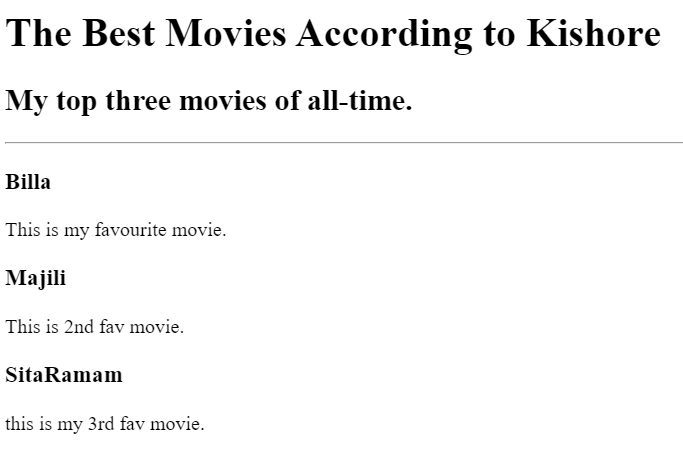 The Best Movies According to Kishore
My top three movies of all-time.
Billa
This is my favourite movie.
Majili
This is 2nd fav movie.
SitaRamam
this is my 3rd fav movie.